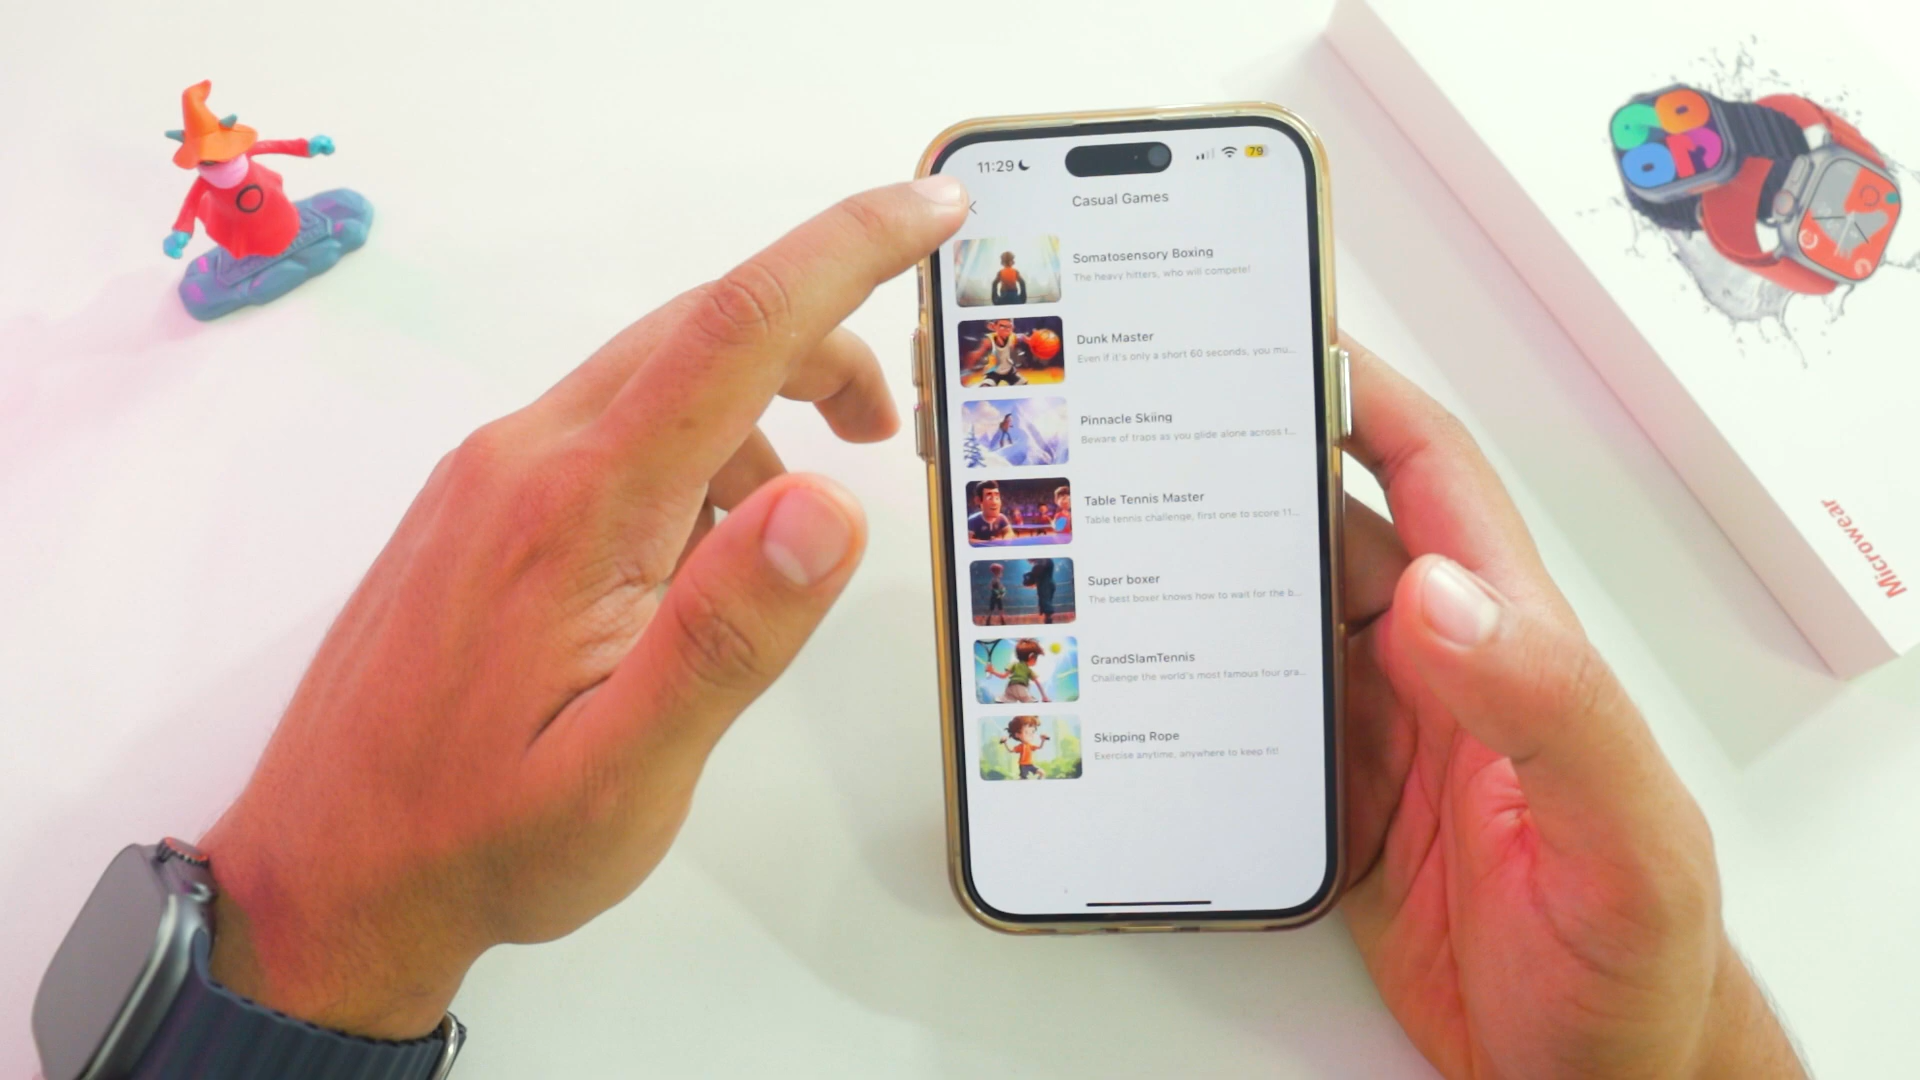 11:29
79
Casual Games
Somatosensory Boxing
The heavy hitters, who will compete!
Dunk Master
Even if it's only a short 60 seconds, you mu...
Pinnacle Skiing
Beware of traps as you glide alone across t...
Table Tennis Master
Table tennis challenge, first one to score 11...
Super boxer
The best boxer knows how to wait for the b...
GrandSlamTennis
Challenge the world's most famous four gra...
Skipping Rope
Exercise anytime, anywhere to keep fit!
Microwear